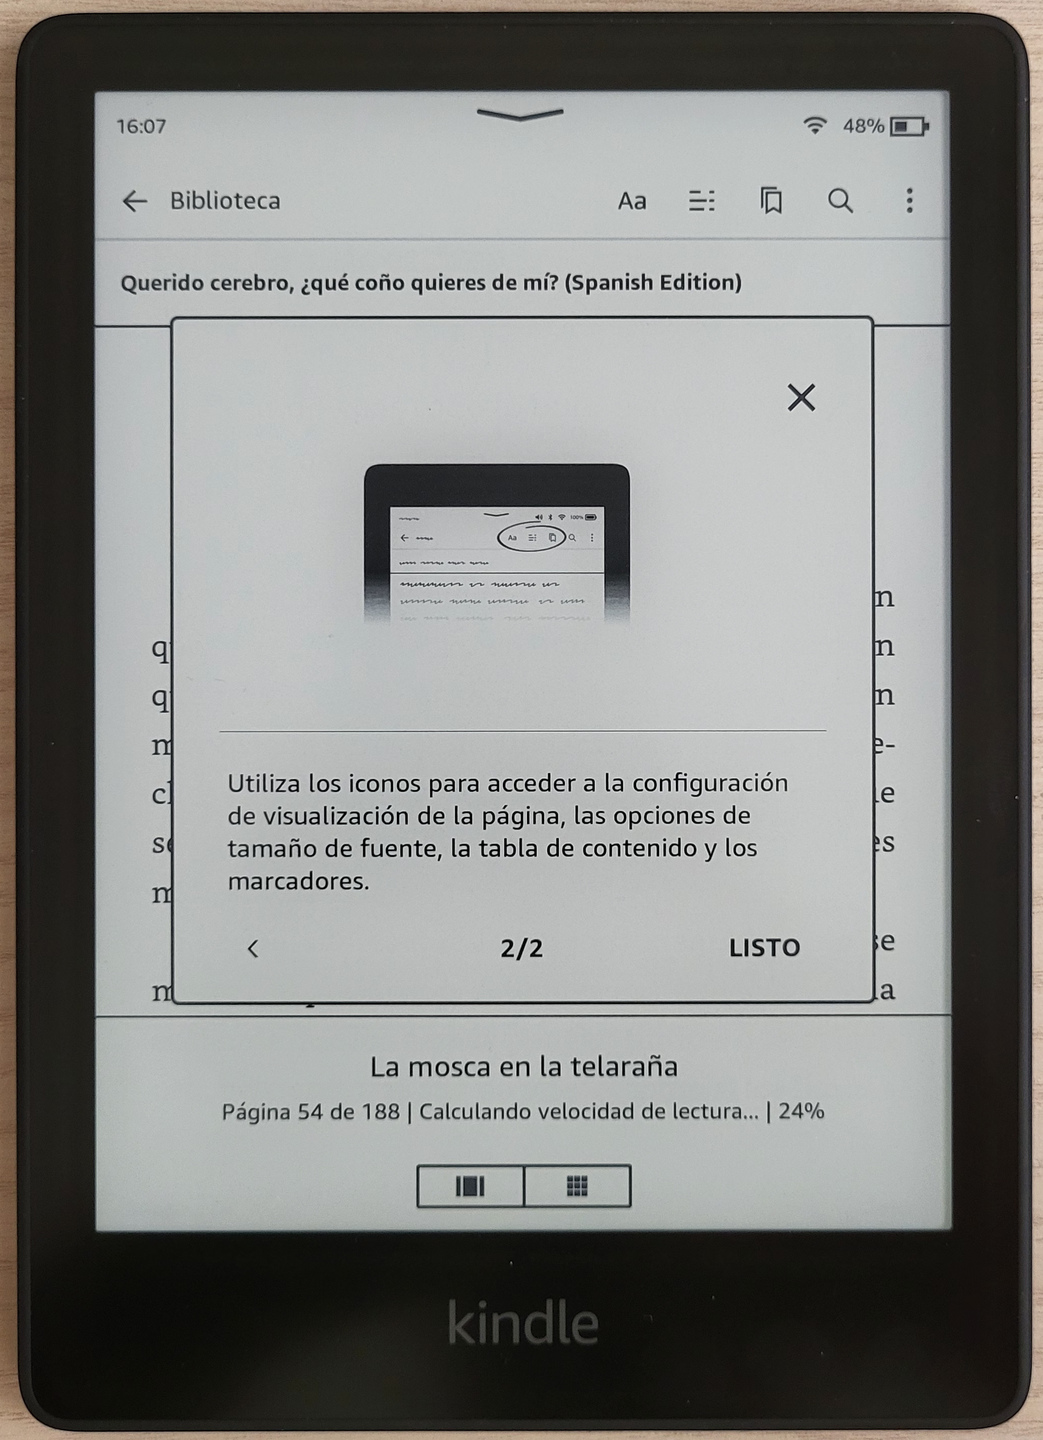 16:07
48%
Biblioteca
Aa
Querido cerebro, ¿qué coño quieres de mí? (Spanish Edition)
100%
Aa
Utiliza los iconos para acceder a la configuración
de visualización de la página, las opciones de
tamaño de fuente, la tabla de contenido y los
marcadores.
2/2
LISTO
La mosca en la telaraña
Página 54 de 188 | Calculando velocidad de lectura... | 24%
kindle